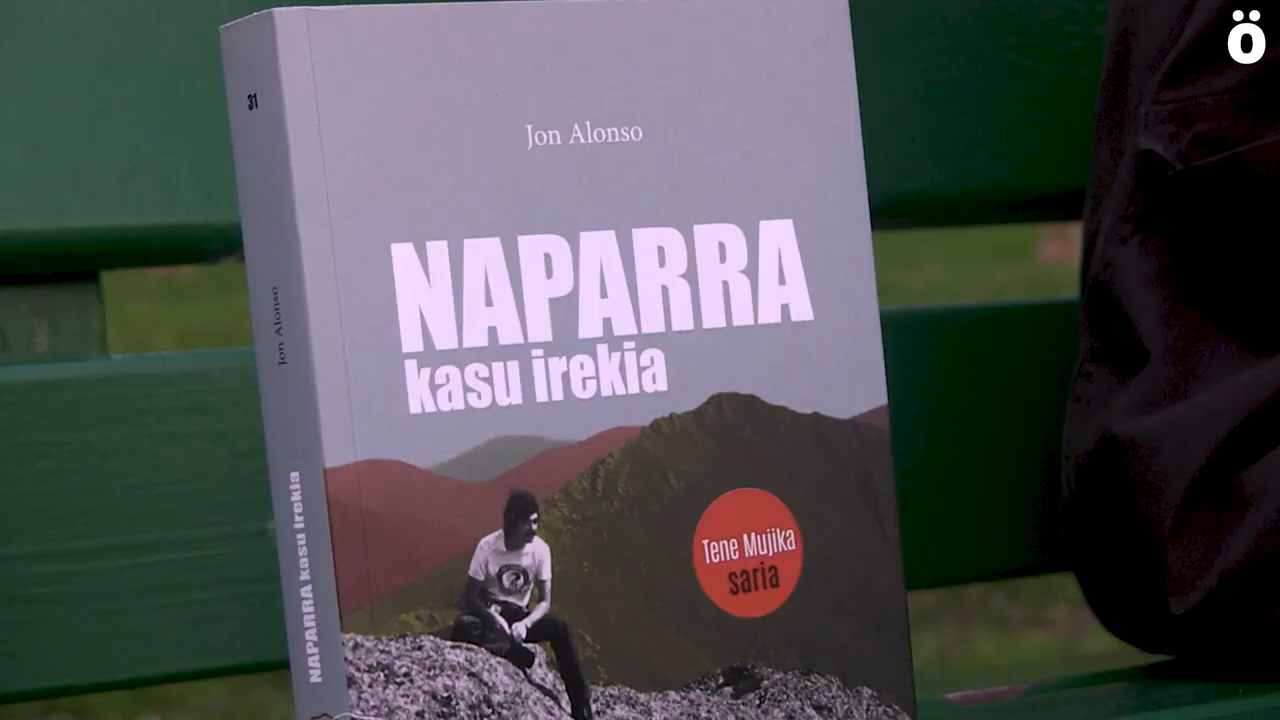 ö
31
Jon Alonso
NAPARRA
kasu irekia
Tene Mujika
saria
Jon Alonso
NAPARRA kasu irekia